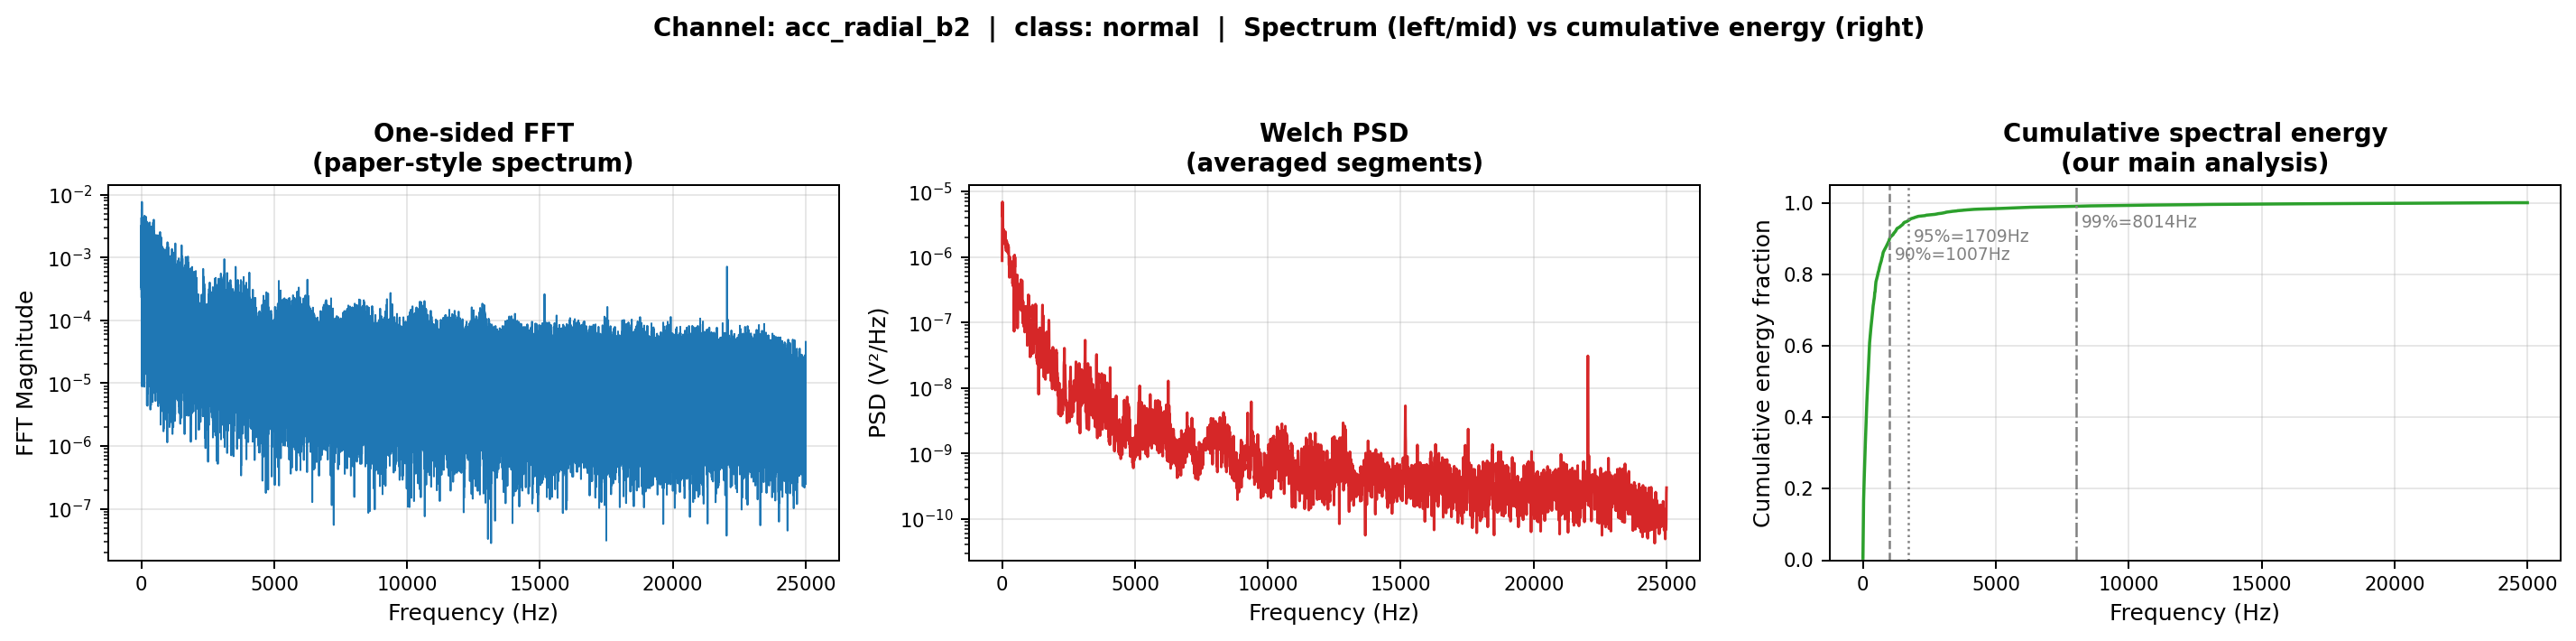 Channel: acc_radial_b2 | class: normal | Spectrum (left/mid) vs cumulative energy (right)
One-sided FFT
(paper-style spectrum)
10⁻²
10⁻³
10⁻⁴
10⁻⁵
10⁻⁶
10⁻⁷
FFT Magnitude
0 5000 10000 15000 20000 25000
Frequency (Hz)
Welch PSD
(averaged segments)
10⁻⁵
10⁻⁶
10⁻⁷
10⁻⁸
10⁻⁹
10⁻¹⁰
PSD (V²/Hz)
0 5000 10000 15000 20000 25000
Frequency (Hz)
Cumulative spectral energy
(our main analysis)
1.0
0.8
0.6
0.4
0.2
0.0
Cumulative energy fraction
99%=8014Hz
95%=1709Hz
90%=1007Hz
0 5000 10000 15000 20000 25000
Frequency (Hz)